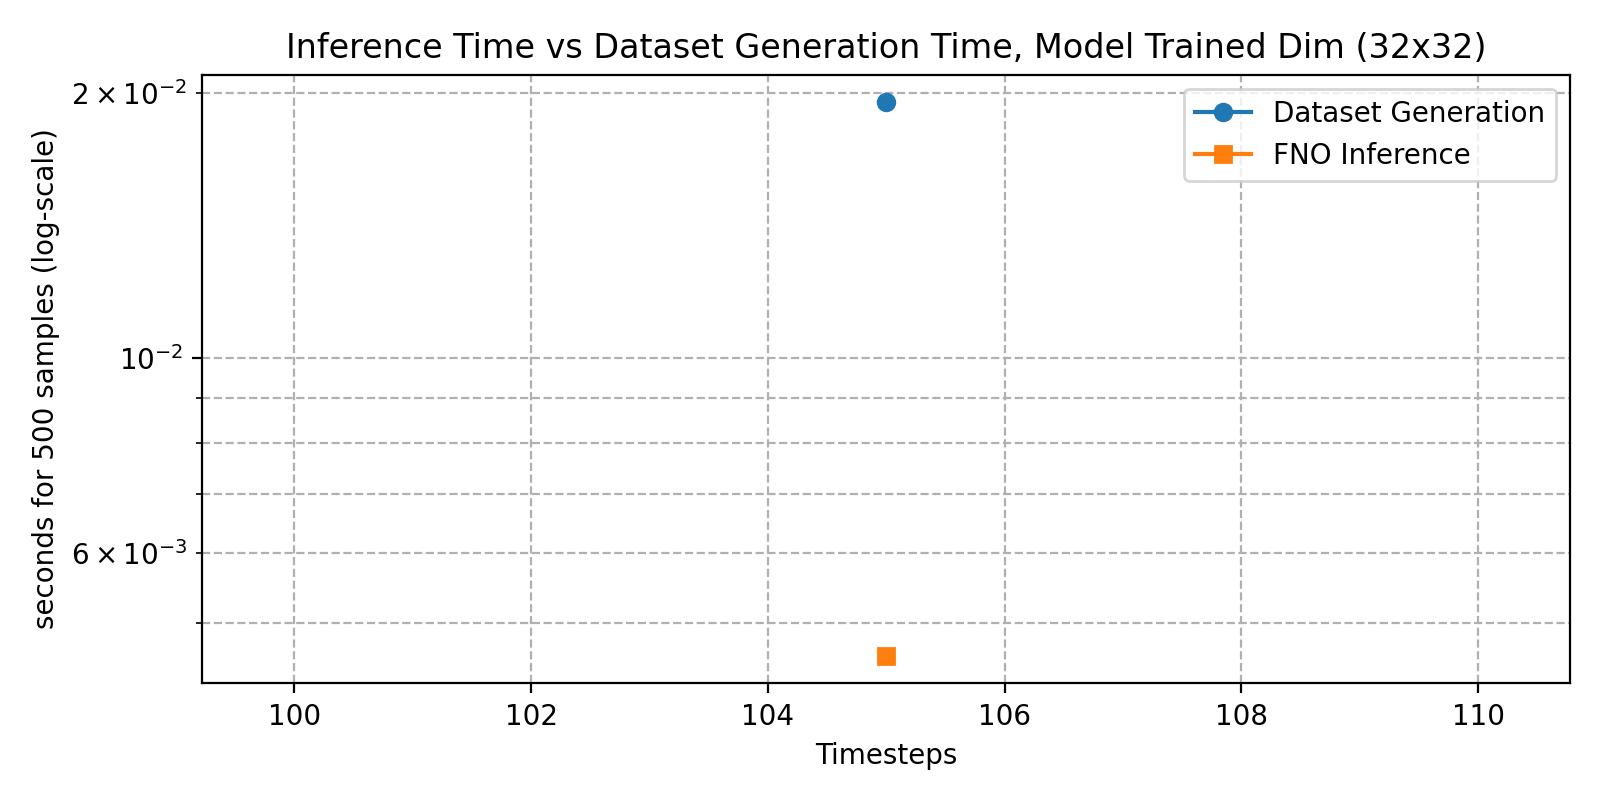 Inference Time vs Dataset Generation Time, Model Trained Dim (32x32)
2 × 10⁻²
10⁻²
6 × 10⁻³
seconds for 500 samples (log-scale)
Dataset Generation
FNO Inference
100 102 104 106 108 110
Timesteps